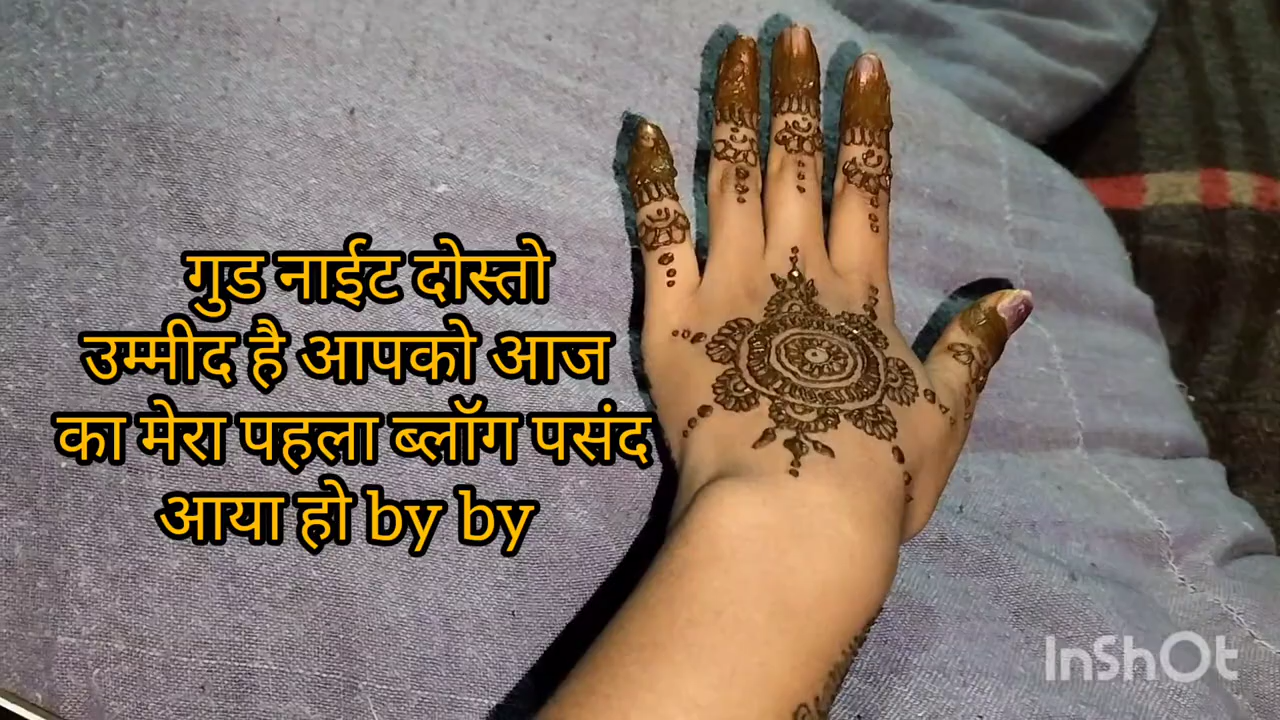 गुड नाईट दोस्तो
उम्मीद है आपको आज
का मेरा पहला ब्लॉग पसंद
आया हो by by
InShOt